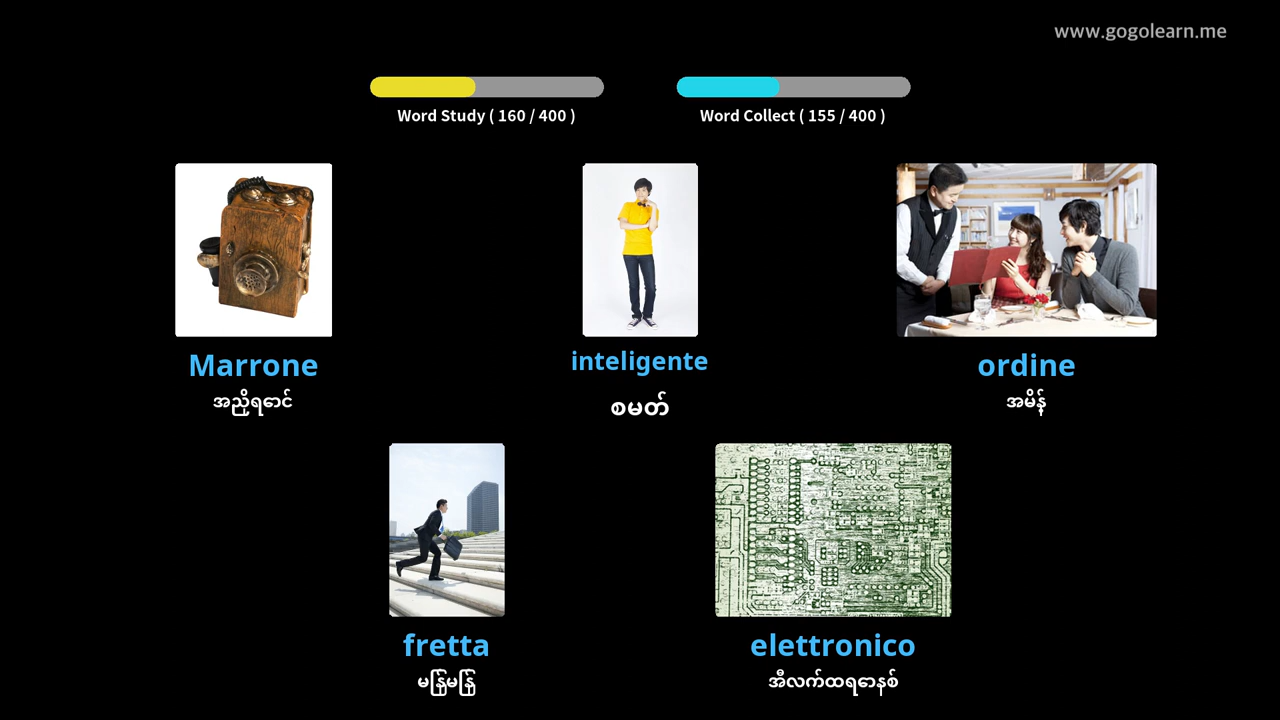 www.gogolearn.me
Word Study ( 160 / 400 )
Word Collect ( 155 / 400 )
Marrone
အညိုရောင်
inteligente
စမတ်
ordine
အမိန့်
fretta
မြန်မြန်
elettronico
အီလက်ထရောနစ်